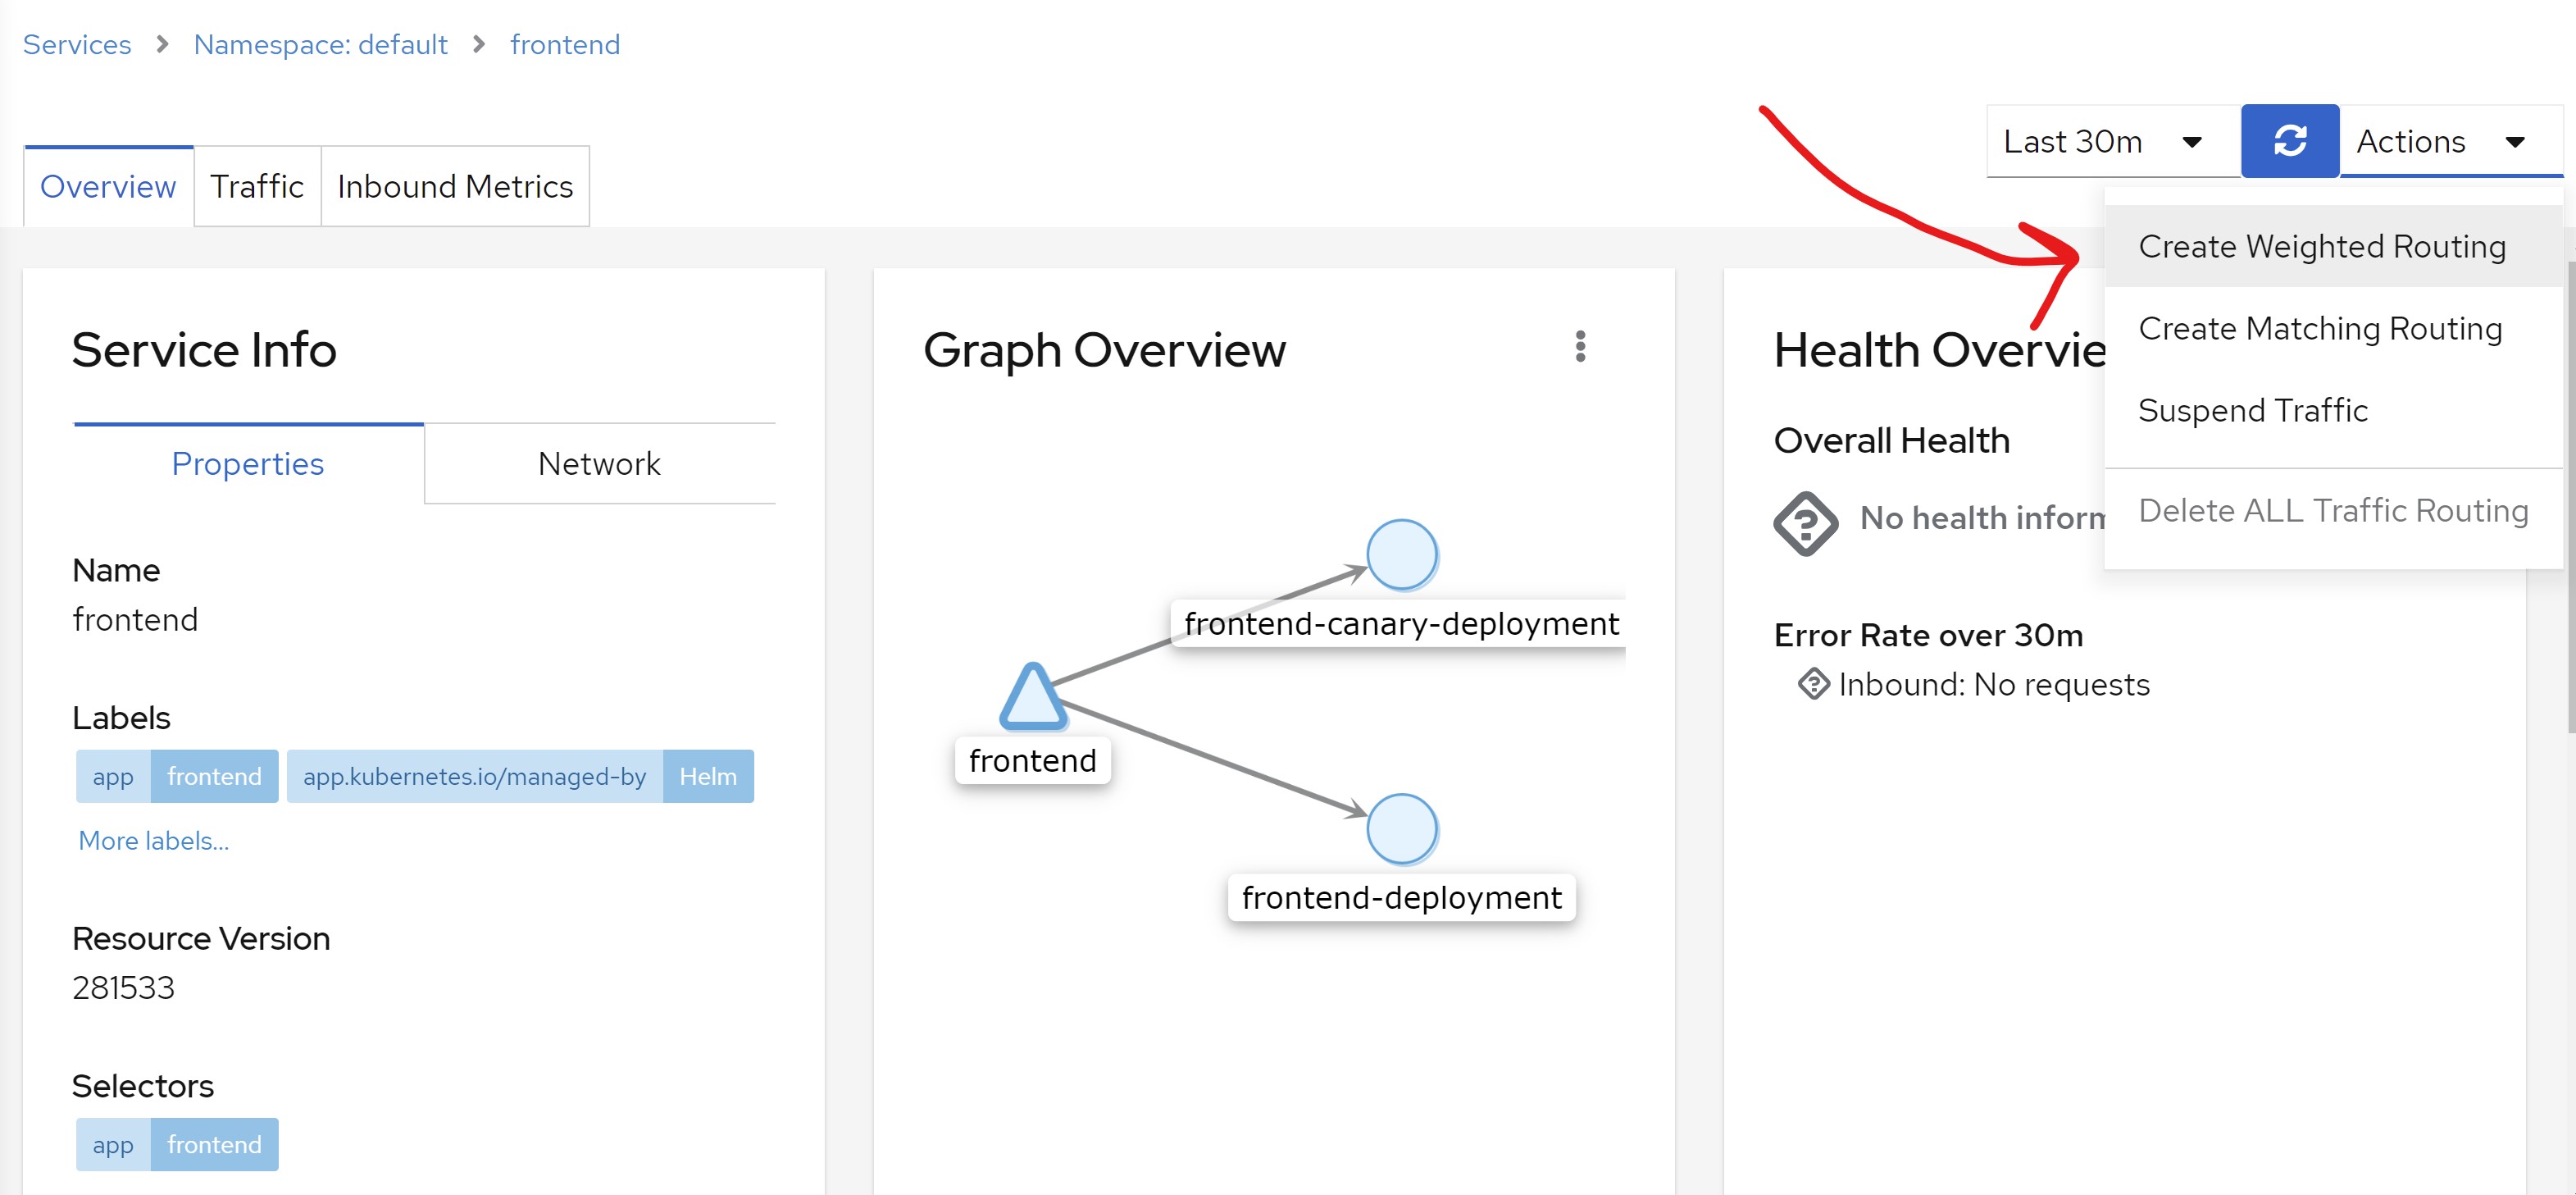 Services > Namespace: default > frontend
Last 30m
Actions
Overview
Traffic
Inbound Metrics
Create Weighted Routing
Create Matching Routing
Suspend Traffic
Delete ALL Traffic Routing
Service Info
Properties
Network
Name
frontend
Labels
app frontend
app.kubernetes.io/managed-by Helm
More labels...
Resource Version
281533
Selectors
app frontend
Graph Overview
frontend-canary-deployment
frontend
frontend-deployment
Health
Overall Health
No health
Error Rate over 30m
Inbound: No requests